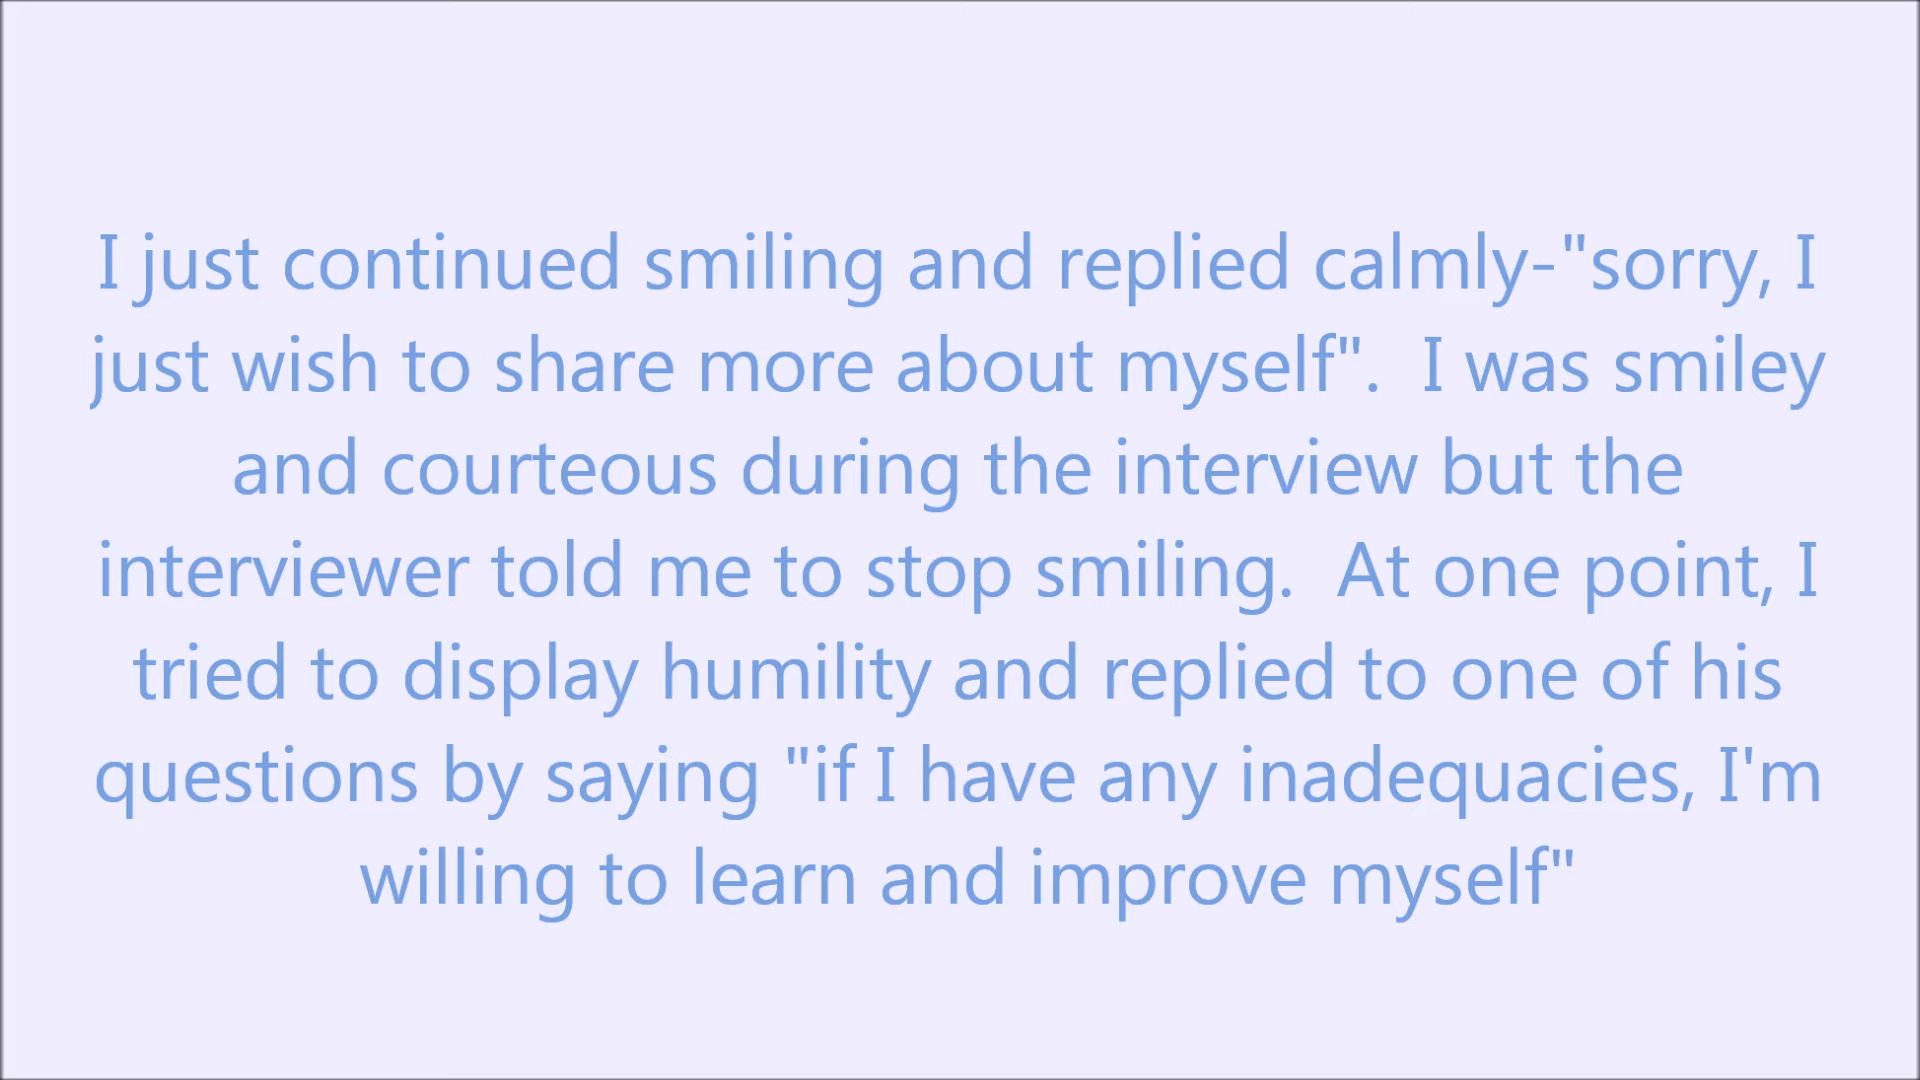 I just continued smiling and replied calmly-"sorry, I
just wish to share more about myself".  I was smiley
and courteous during the interview but the
interviewer told me to stop smiling.  At one point, I
tried to display humility and replied to one of his
questions by saying "if I have any inadequacies, I'm
willing to learn and improve myself"